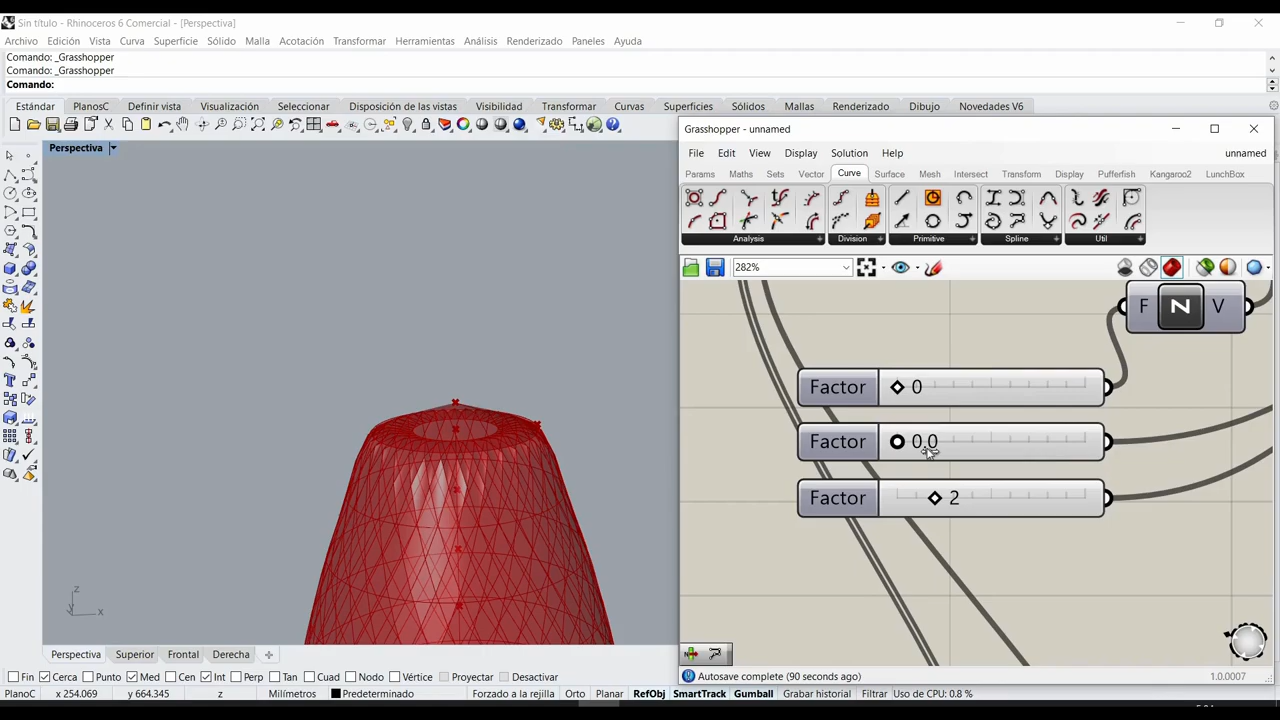 Sin título - Rhinoceros 6 Comercial - [Perspectiva]
Archivo Edición Vista Curva Superficie Sólido Malla Acotación Transformar Herramientas Análisis Renderizado Paneles Ayuda
Comando: _Grasshopper
Comando: _Grasshopper
Comando:
Estándar PlanosC Definir vista Visualización Seleccionar Disposición de las vistas Visibilidad Transformar Curvas Superficies Sólidos Mallas Renderizado Dibujo Novedades V6
Perspectiva
Grasshopper - unnamed
File Edit View Display Solution Help unnamed
Params Maths Sets Vector Curve Surface Mesh Intersect Transform Display Pufferfish Kangaroo2 LunchBox
Analysis Division Primitive Spline Util
282%
F N V
Factor 0
Factor 0.0
Factor 2
z
y x
Autosave complete (90 seconds ago) 1.0.0007
Perspectiva Superior Frontal Derecha
Fin Cerca Punto Med Cen Int Perp Tan Cuad Nodo Vértice Proyectar Desactivar
PlanoC x 254.069 y 664.345 Milímetros Predeterminado Forzado a la rejilla Orto Planar RefObj SmartTrack Gumball Grabar historial Filtrar Uso de CPU: 0.8 %